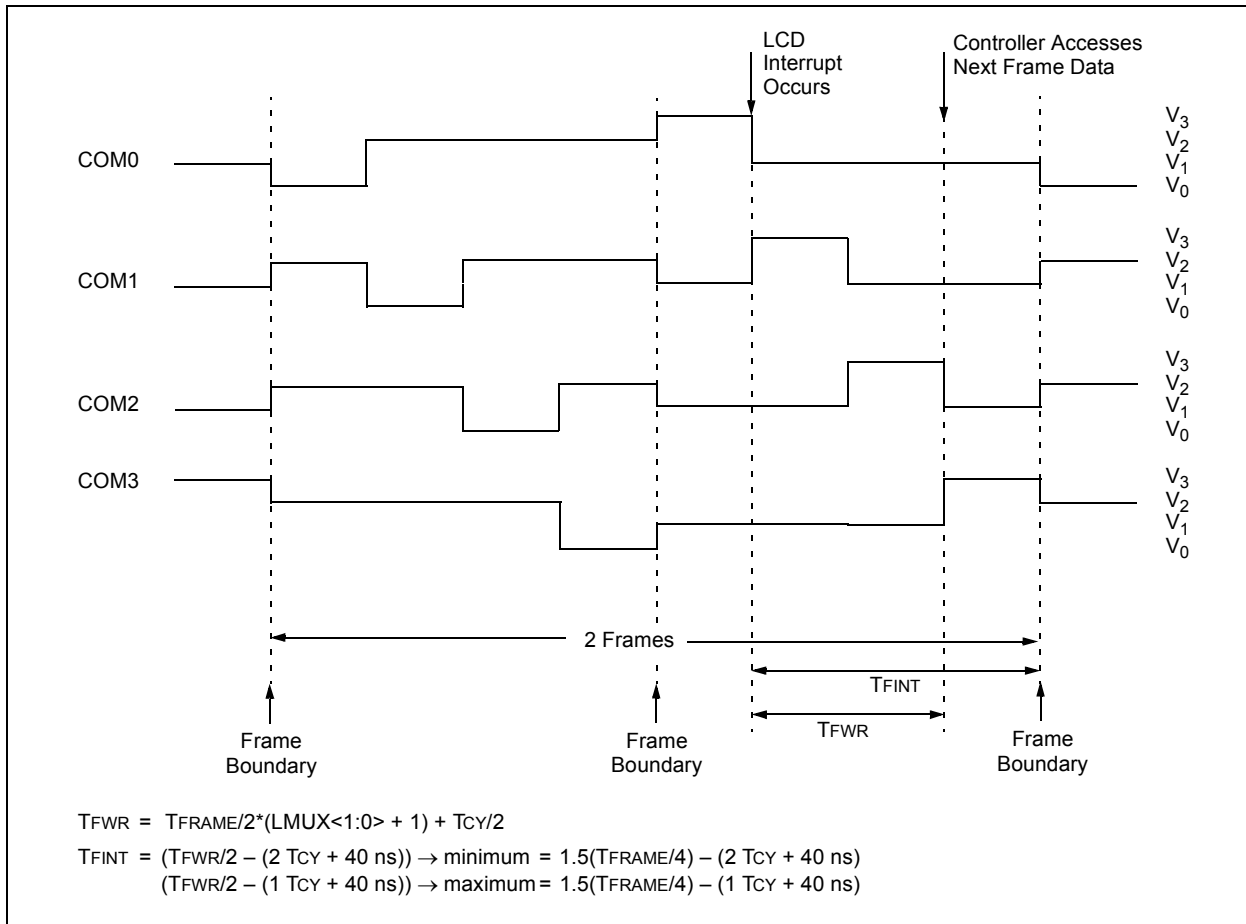 LCD
Interrupt
Occurs
Controller Accesses
Next Frame Data
COM0
V3
V2
V1
V0
COM1
V3
V2
V1
V0
COM2
V3
V2
V1
V0
COM3
V3
V2
V1
V0
2 Frames
TFINT
TFWR
Frame
Boundary
Frame
Boundary
Frame
Boundary
TFWR = TFRAME/2*(LMUX<1:0> + 1) + TCY/2
TFINT = (TFWR/2 – (2 TCY + 40 ns)) → minimum = 1.5(TFRAME/4) – (2 TCY + 40 ns)
(TFWR/2 – (1 TCY + 40 ns)) → maximum = 1.5(TFRAME/4) – (1 TCY + 40 ns)